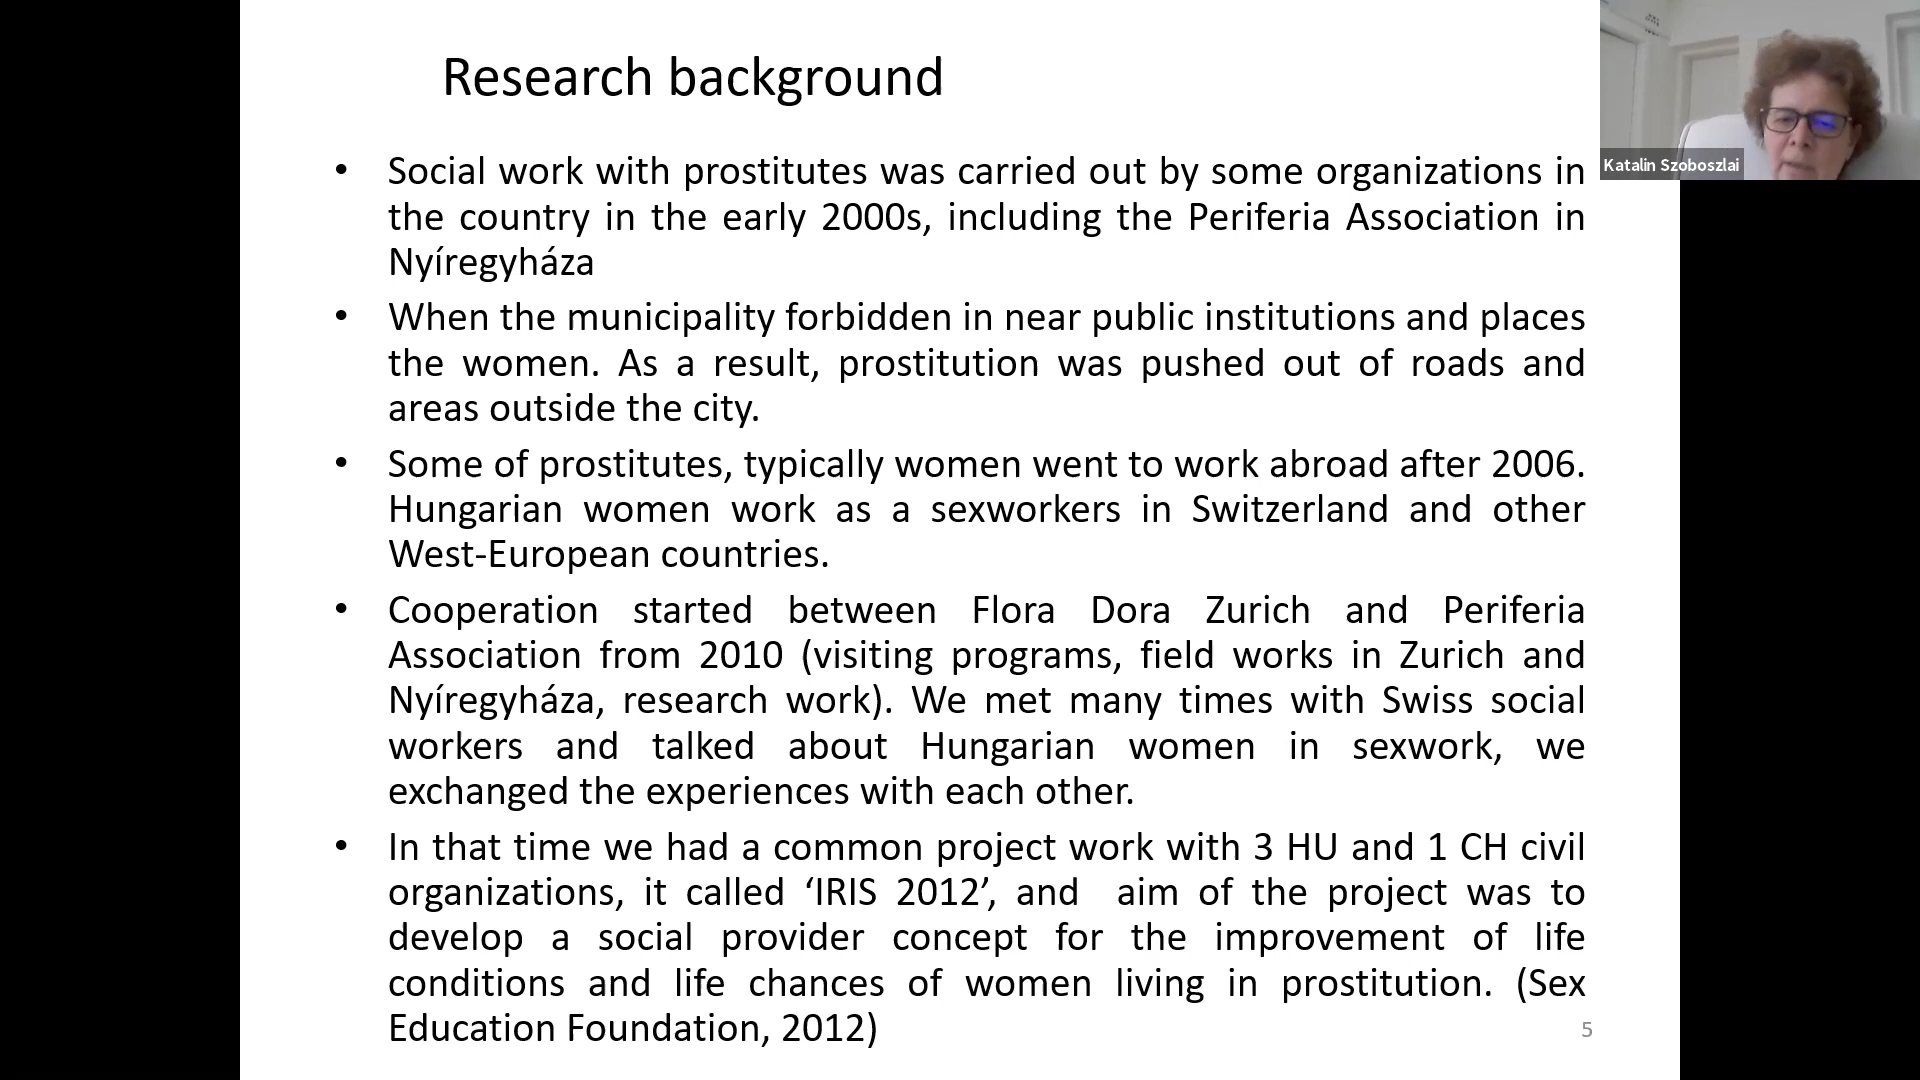 Research background
• Social work with prostitutes was carried out by some organizations in
the country in the early 2000s, including the Periferia Association in
Nyíregyháza
• When the municipality forbidden in near public institutions and places
the women. As a result, prostitution was pushed out of roads and
areas outside the city.
• Some of prostitutes, typically women went to work abroad after 2006.
Hungarian women work as a sexworkers in Switzerland and other
West-European countries.
• Cooperation started between Flora Dora Zurich and Periferia
Association from 2010 (visiting programs, field works in Zurich and
Nyíregyháza, research work). We met many times with Swiss social
workers and talked about Hungarian women in sexwork, we
exchanged the experiences with each other.
• In that time we had a common project work with 3 HU and 1 CH civil
organizations, it called ‘IRIS 2012’, and aim of the project was to
develop a social provider concept for the improvement of life
conditions and life chances of women living in prostitution. (Sex
Education Foundation, 2012)
5
Katalin Szoboszlai